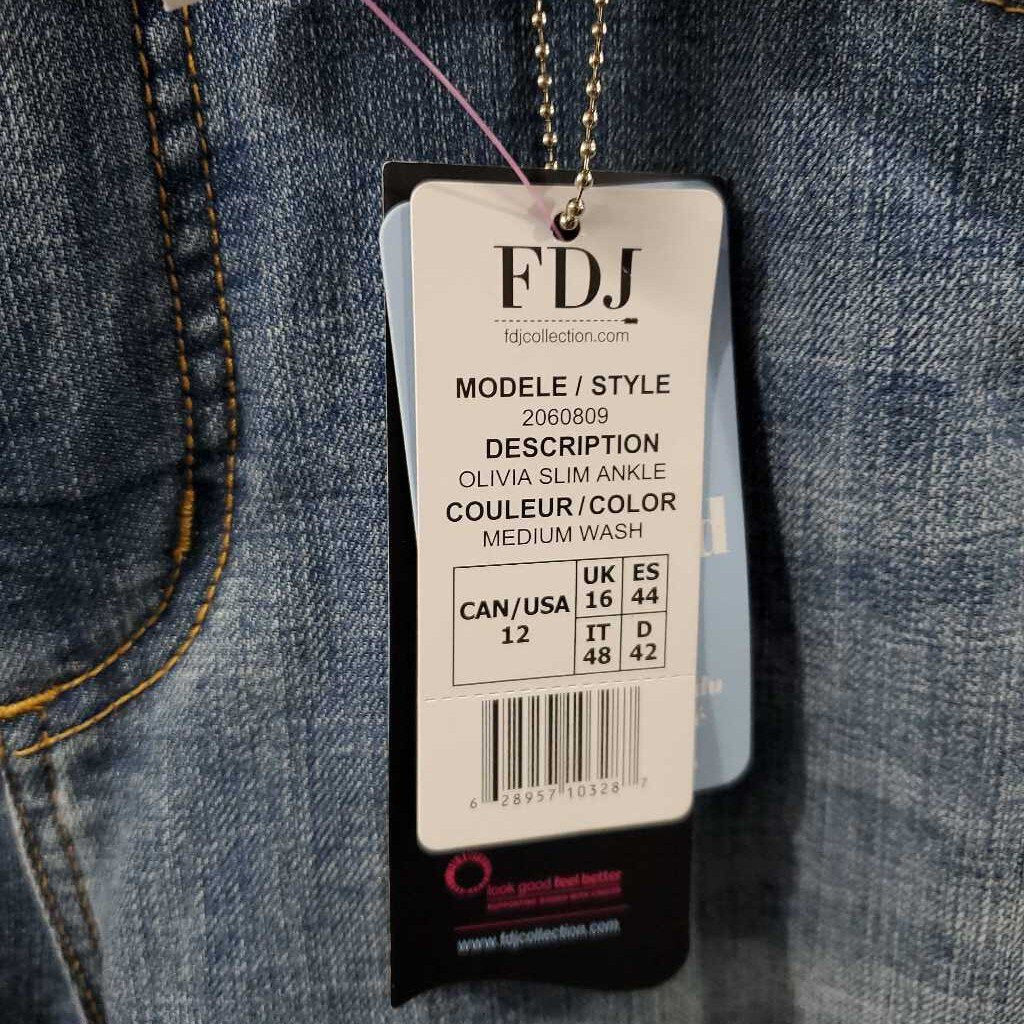 FDJ
fdjcollection.com
MODELE / STYLE
2060809
DESCRIPTION
OLIVIA SLIM ANKLE
COULEUR / COLOR
MEDIUM WASH
CAN/USA
12
UK
16
ES
44
IT
48
D
42
6 28957 10328 7
look good feel better
www.fdjcollection.com